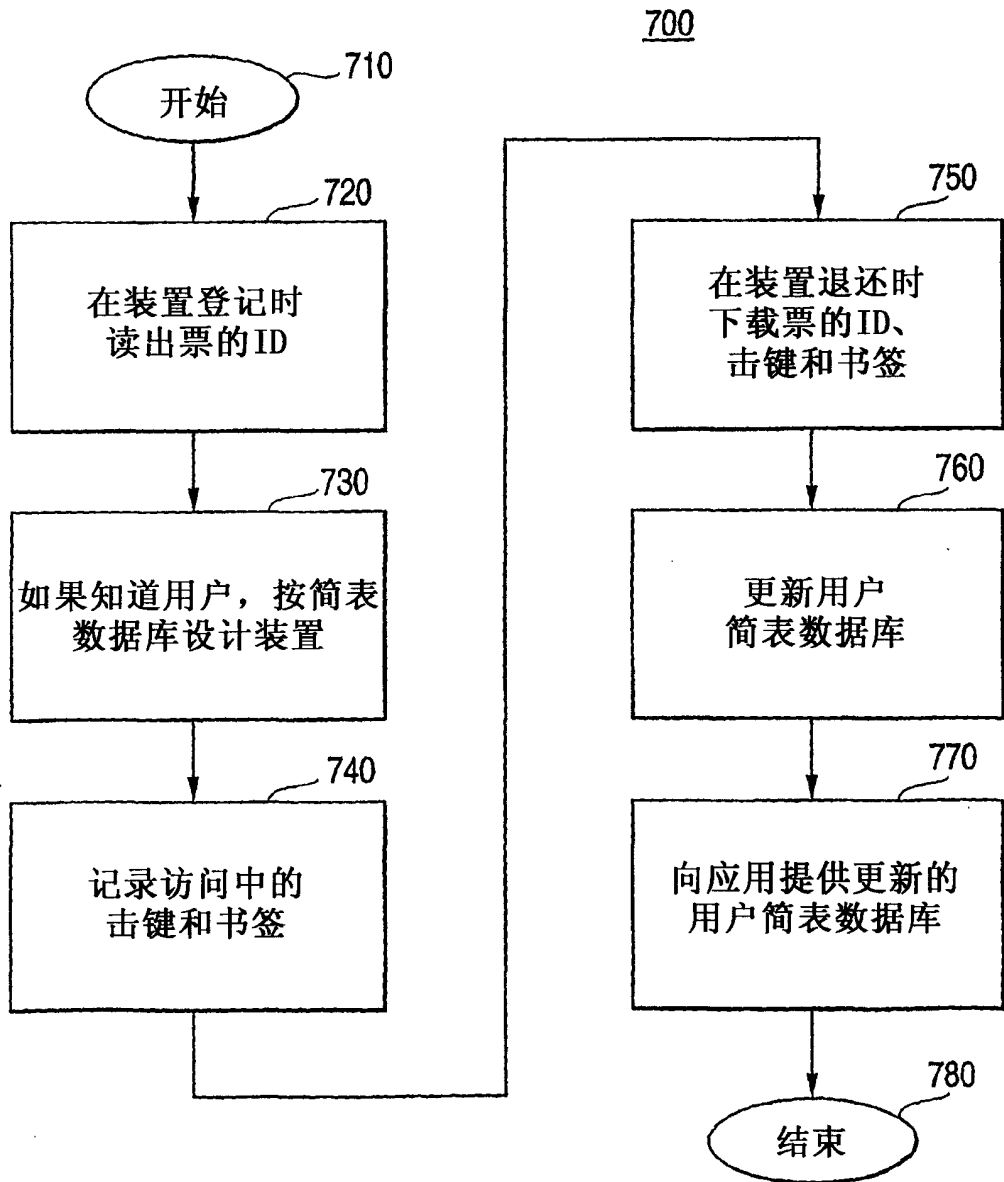 700
710
开始
720
在装置登记时
读出票的ID
730
如果知道用户，按简表
数据库设计装置
740
记录访问中的
击键和书签
750
在装置退还时
下载票的ID、
击键和书签
760
更新用户
简表数据库
770
向应用提供更新的
用户简表数据库
780
结束